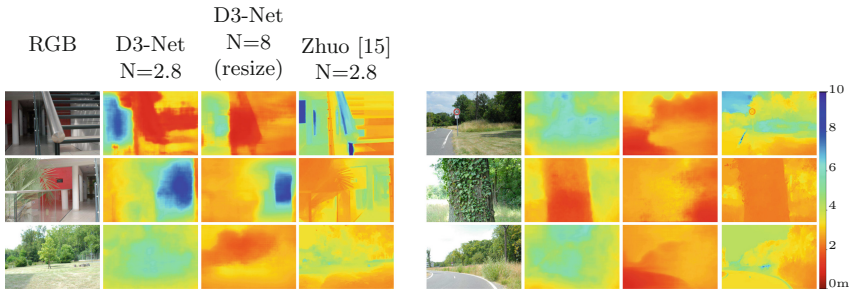 RGB
D3-Net
N=2.8
D3-Net
N=8
(resize)
Zhuo [15]
N=2.8
10
8
6
4
2
0m